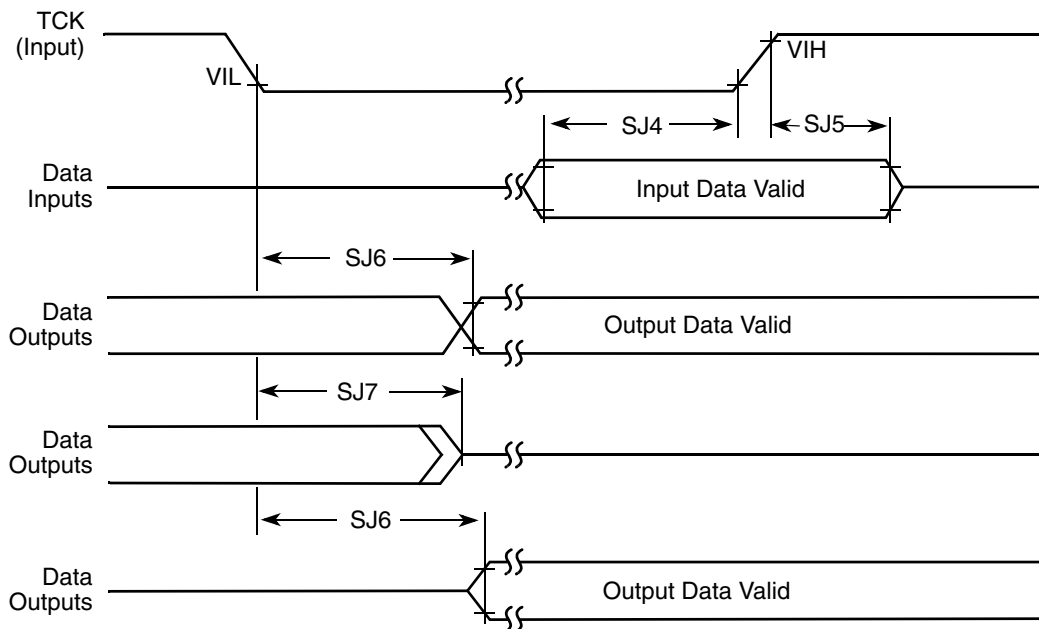 TCK
(Input)
VIL
VIH
SJ4
SJ5
Data
Inputs
Input Data Valid
SJ6
Data
Outputs
Output Data Valid
SJ7
Data
Outputs
SJ6
Data
Outputs
Output Data Valid